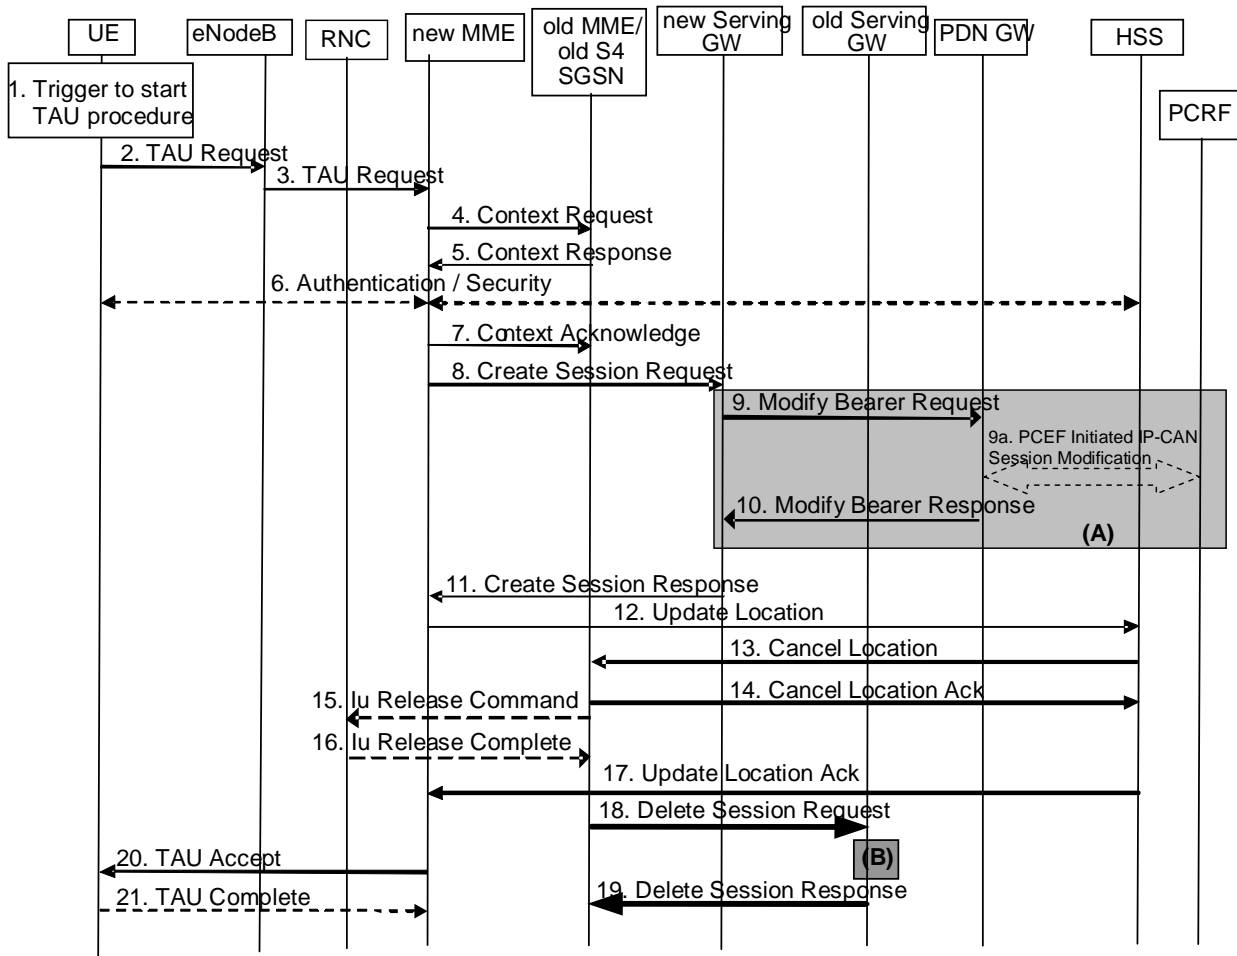 UE
eNodeB
RNC
new MME
old MME/
old S4
SGSN
new Serving
GW
old Serving
GW
PDN GW
HSS
PCRF
1. Trigger to start
TAU procedure
2. TAU Request
3. TAU Request
4. Context Request
5. Context Response
6. Authentication / Security
7. Context Acknowledge
8. Create Session Request
9. Modify Bearer Request
9a. PCEF Initiated IP-CAN
Session Modification
10. Modify Bearer Response
(A)
11. Create Session Response
12. Update Location
13. Cancel Location
14. Cancel Location Ack
15. Iu Release Command
16. Iu Release Complete
17. Update Location Ack
18. Delete Session Request
(B)
19. Delete Session Response
20. TAU Accept
21. TAU Complete